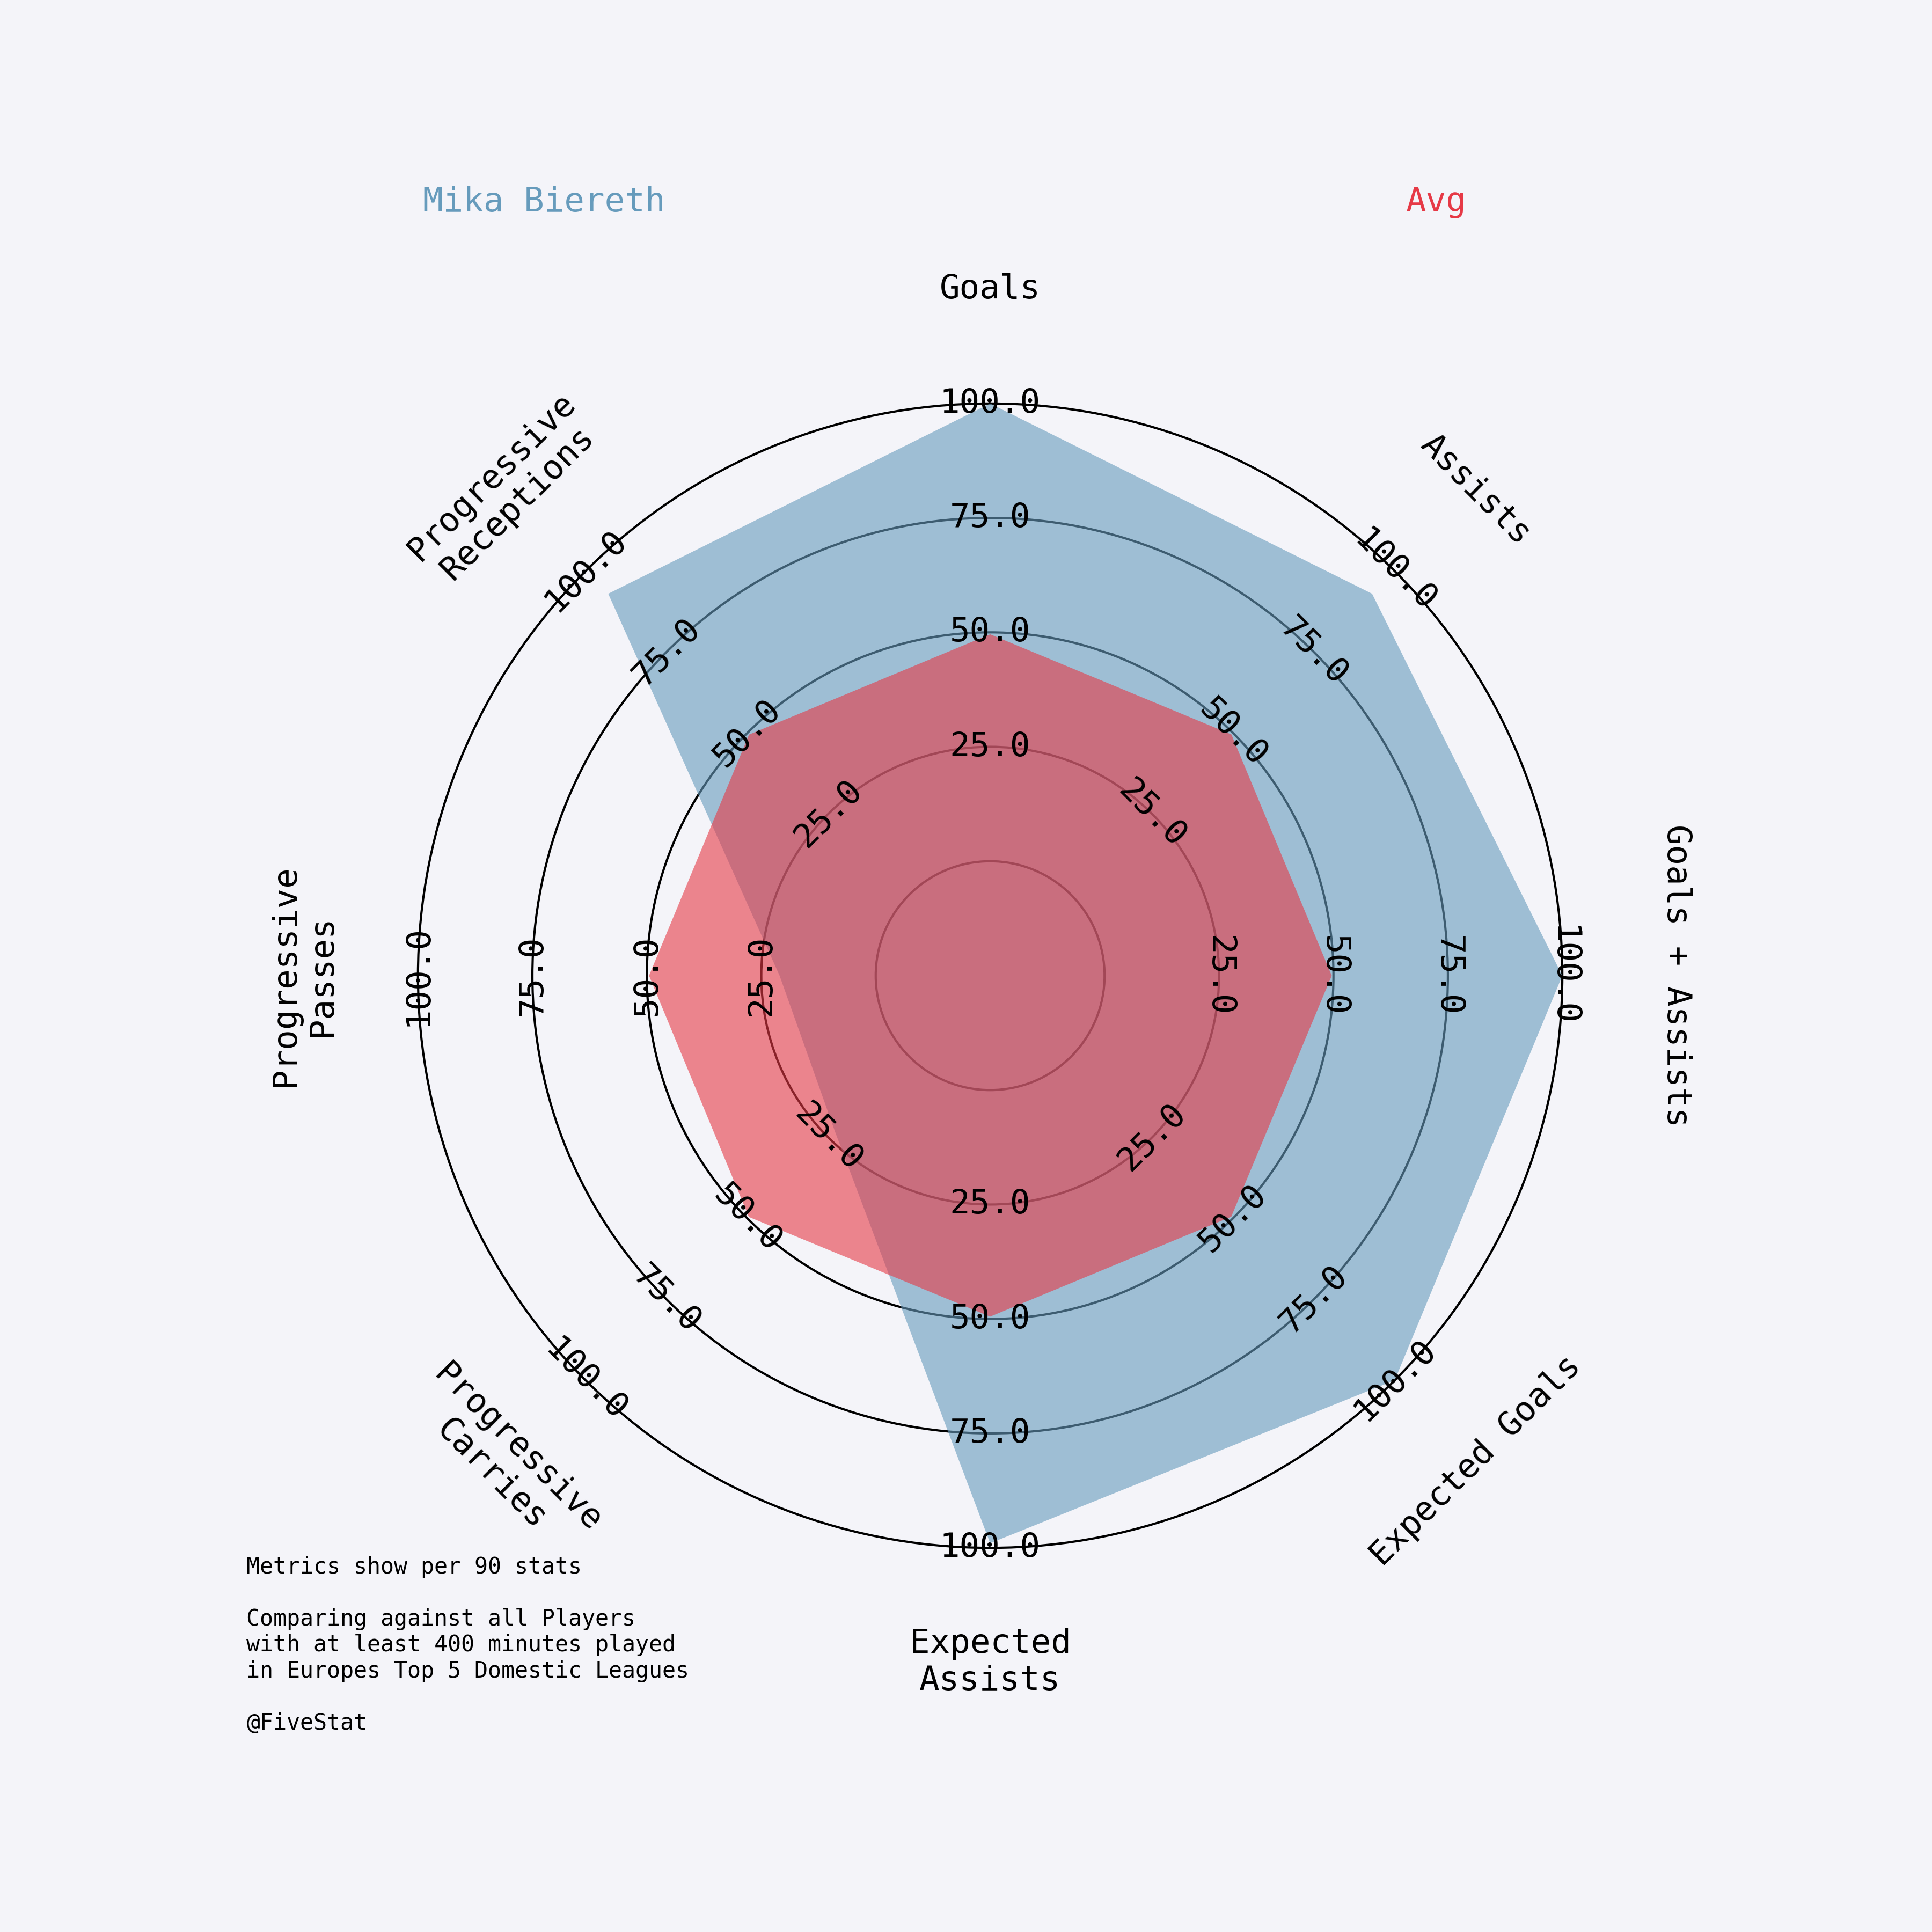 Mika Biereth
Avg
Goals
Assists
Goals + Assists
Expected Goals
Expected
Assists
Progressive
Carries
Progressive
Passes
Progressive
Receptions
25.0
50.0
75.0
100.0
25.0
50.0
75.0
100.0
25.0
50.0
75.0
100.0
25.0
50.0
75.0
100.0
25.0
50.0
75.0
100.0
25.0
50.0
75.0
100.0
25.0
50.0
75.0
100.0
25.0
50.0
75.0
100.0
Metrics show per 90 stats
Comparing against all Players
with at least 400 minutes played
in Europes Top 5 Domestic Leagues
@FiveStat